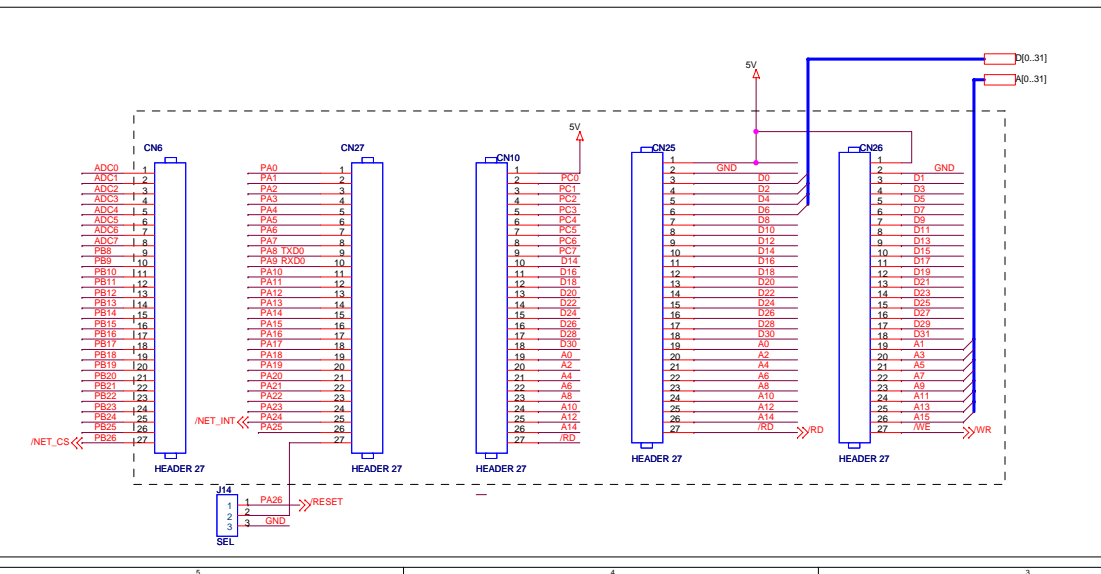 D[0..31]
A[0..31]
5V
5V
CN6
ADC0 1
ADC1 2
ADC2 3
ADC3 4
ADC4 5
ADC5 6
ADC6 7
ADC7 8
PB8 9
PB9 10
PB10 11
PB11 12
PB12 13
PB13 14
PB14 15
PB15 16
PB16 17
PB17 18
PB18 19
PB19 20
PB20 21
PB21 22
PB22 23
PB23 24
PB24 25
PB25 26
/NET_CS PB26 27
HEADER 27
CN27
PA0 1
PA1 2
PA2 3
PA3 4
PA4 5
PA5 6
PA6 7
PA7 8
PA8 TXD0 9
PA9 RXD0 10
PA10 11
PA11 12
PA12 13
PA13 14
PA14 15
PA15 16
PA16 17
PA17 18
PA18 19
PA19 20
PA20 21
PA21 22
PA22 23
PA23 24
/NET_INT PA24 25
PA25 26
27
HEADER 27
CN10
1
2 PC0
3 PC1
4 PC2
5 PC3
6 PC4
7 PC5
8 PC6
9 PC7
10 D14
11 D16
12 D18
13 D20
14 D22
15 D24
16 D26
17 D28
18 D30
19 A0
20 A2
21 A4
22 A6
23 A8
24 A10
25 A12
26 A14
27 /RD
HEADER 27
CN25
1
2 GND
3 D0
4 D2
5 D4
6 D6
7 D8
8 D10
9 D12
10 D14
11 D16
12 D18
13 D20
14 D22
15 D24
16 D26
17 D28
18 D30
19 A0
20 A2
21 A4
22 A6
23 A8
24 A10
25 A12
26 A14
27 /RD /RD
HEADER 27
CN26
1
2 GND
3 D1
4 D3
5 D5
6 D7
7 D9
8 D11
9 D13
10 D15
11 D17
12 D19
13 D21
14 D23
15 D25
16 D27
17 D29
18 D31
19 A1
20 A3
21 A5
22 A7
23 A9
24 A11
25 A13
26 A15
27 /WE /WR
HEADER 27
J14
1 1 PA26 /RESET
2 2
3 3 GND
SEL
5 4 3